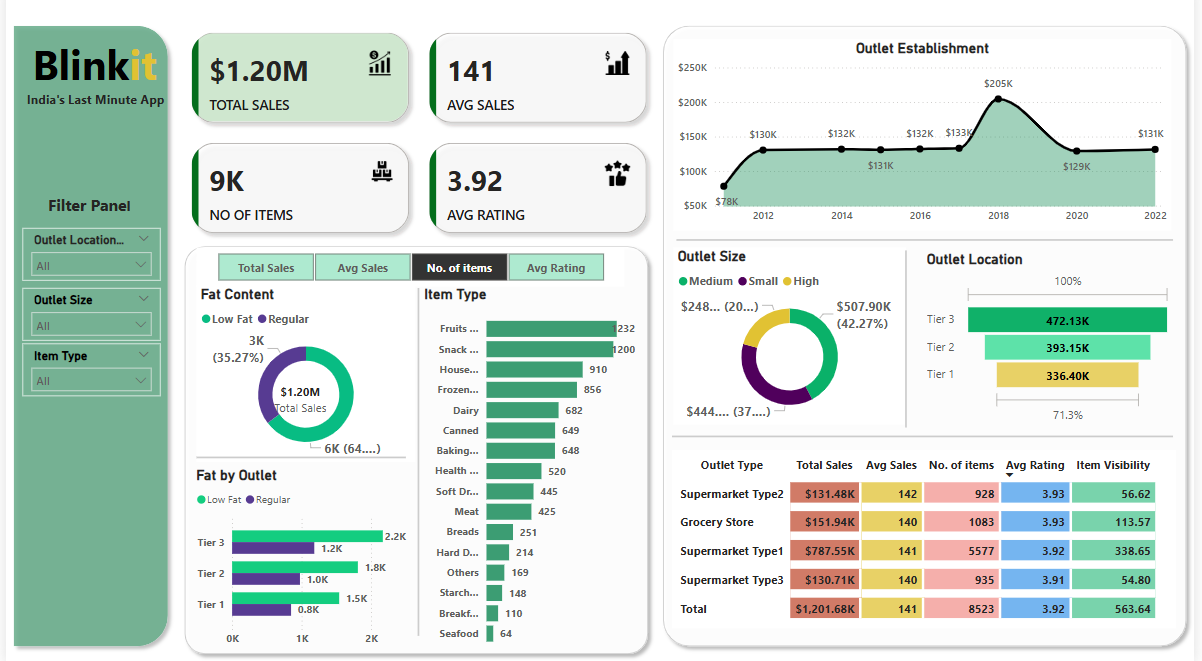 Blinkit
India's Last Minute App
Filter Panel
Outlet Location...
All
Outlet Size
All
Item Type
All
$1.20M
TOTAL SALES
141
AVG SALES
9K
NO OF ITEMS
3.92
AVG RATING
Total Sales Avg Sales No. of items Avg Rating
Fat Content
Low Fat Regular
3K
(35.27%)
$1.20M
Total Sales
6K (64....)
Fat by Outlet
Low Fat Regular
Tier 3 2.2K
1.2K
Tier 2 1.8K
1.0K
Tier 1 1.5K
0.8K
0K 1K 2K
Item Type
Fruits ... 1232
Snack ... 1200
House... 910
Frozen... 856
Dairy 682
Canned 649
Baking... 648
Health ... 520
Soft Dr... 445
Meat 425
Breads 251
Hard D... 214
Others 169
Starch... 148
Breakf... 110
Seafood 64
Outlet Establishment
$250K
$200K
$150K
$100K
$50K
$78K
$130K
$132K
$131K
$132K
$133K
$205K
$129K
$131K
2012 2014 2016 2018 2020 2022
Outlet Size
Medium Small High
$248... (20...)
$507.90K
(42.27%)
$444.... (37....)
Outlet Location
100%
Tier 3 472.13K
Tier 2 393.15K
Tier 1 336.40K
71.3%
Outlet Type Total Sales Avg Sales No. of items Avg Rating Item Visibility
Supermarket Type2 $131.48K 142 928 3.93 56.62
Grocery Store $151.94K 140 1083 3.93 113.57
Supermarket Type1 $787.55K 141 5577 3.92 338.65
Supermarket Type3 $130.71K 140 935 3.91 54.80
Total $1,201.68K 141 8523 3.92 563.64